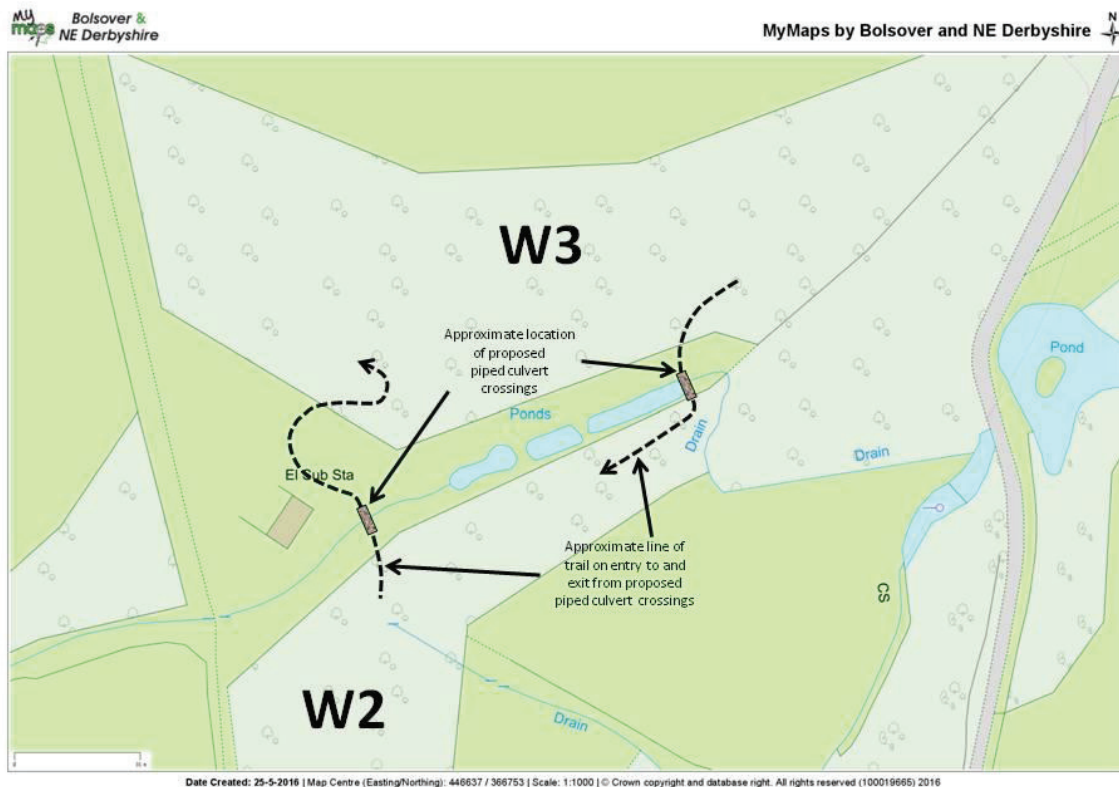 my
maps
Bolsover &
NE Derbyshire
MyMaps by Bolsover and NE Derbyshire
N
W3
Approximate location
of proposed
piped culvert
crossings
Pond
Ponds
Drain
Drain
El Sub Sta
Approximate line of
trail on entry to and
exit from proposed
piped culvert crossings
CS
W2
Drain
0
Date Created: 25-5-2016 | Map Centre (Easting/Northing): 446637 / 366753 | Scale: 1:1000 | © Crown copyright and database right. All rights reserved (100019665) 2016